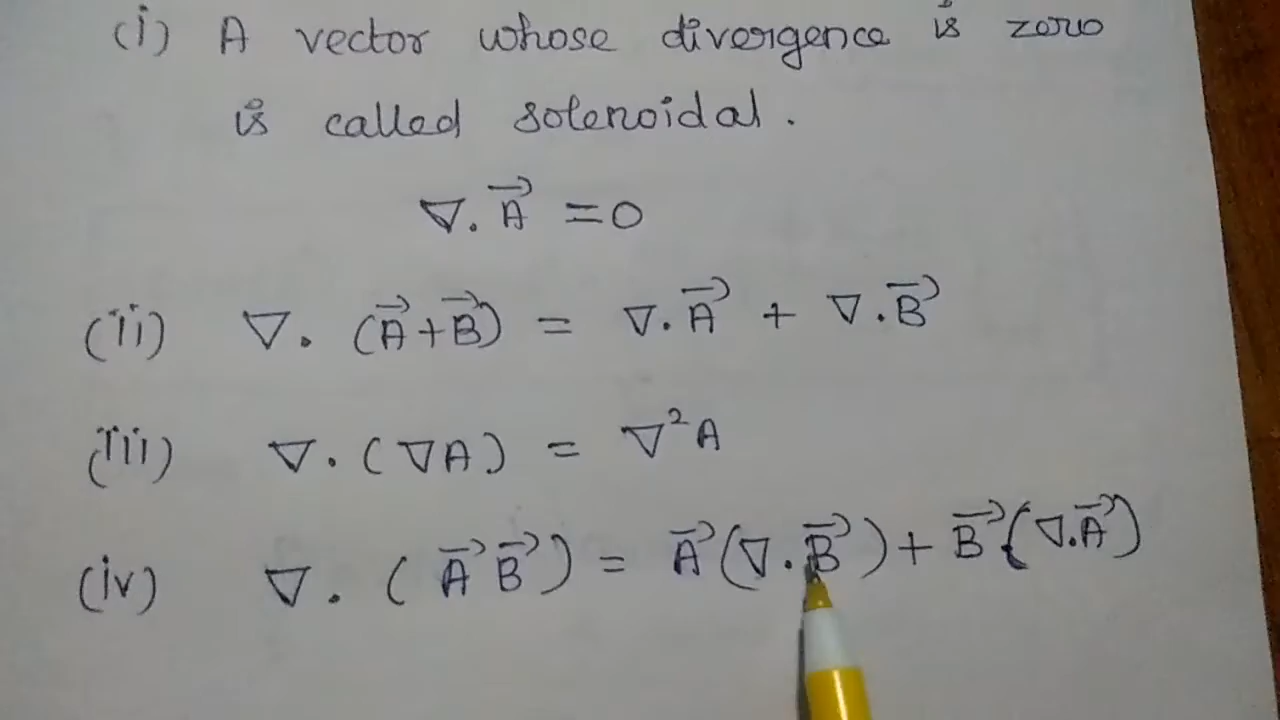 (i) A vector whose divergence is zero
is called solenoidal.
∇. A⃗ = 0
(ii) ∇. (A⃗ + B⃗) = ∇. A⃗ + ∇. B⃗
(iii) ∇. (∇A) = ∇²A
(iv) ∇. (A⃗ B⃗) = A⃗ (∇. B⃗) + B⃗ (∇. A⃗)